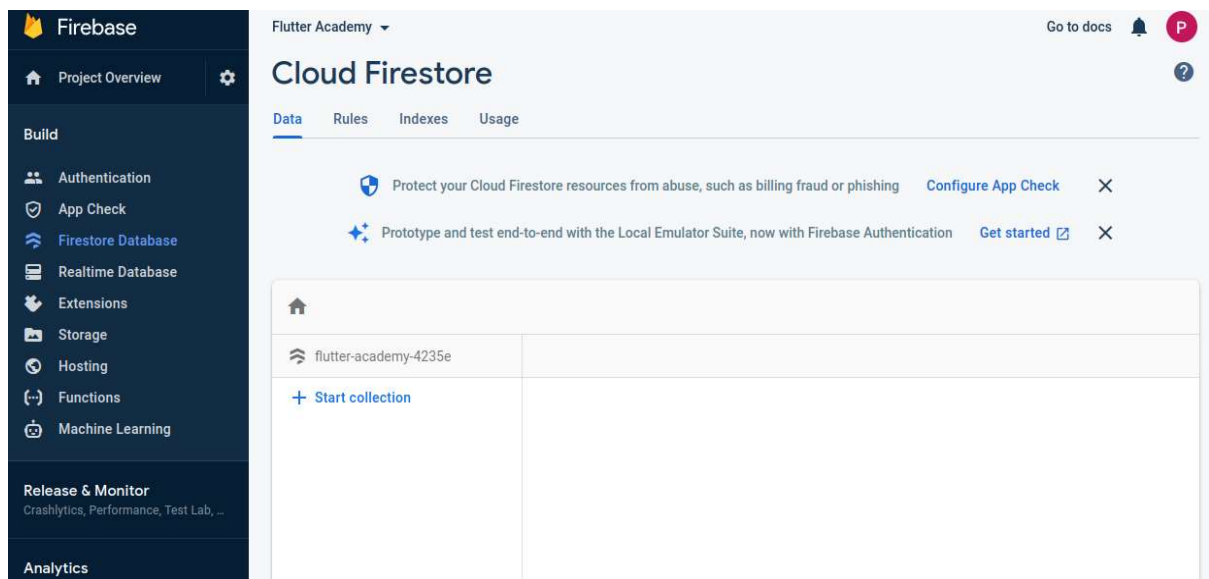 Firebase
Project Overview
Build
Authentication
App Check
Firestore Database
Realtime Database
Extensions
Storage
Hosting
Functions
Machine Learning
Release & Monitor
Crashlytics, Performance, Test Lab, ...
Analytics
Flutter Academy
Go to docs
P
Cloud Firestore
Data Rules Indexes Usage
Protect your Cloud Firestore resources from abuse, such as billing fraud or phishing Configure App Check
Prototype and test end-to-end with the Local Emulator Suite, now with Firebase Authentication Get started
flutter-academy-4235e
+ Start collection